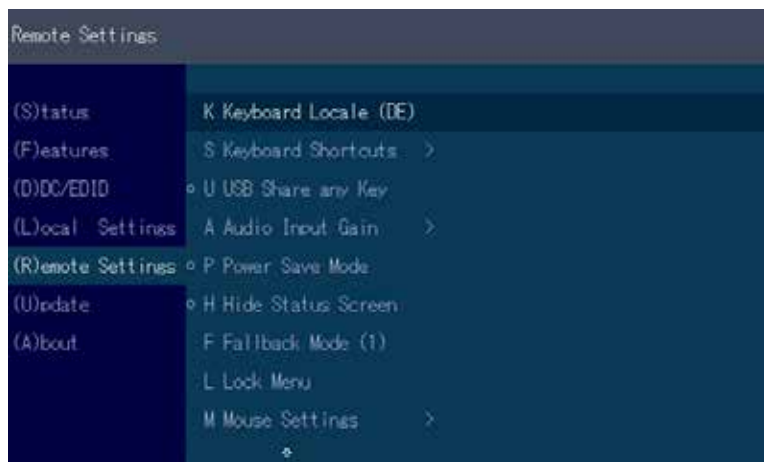 Remote Settings
(S)tatus
(F)eatures
(D)DC/EDID
(L)ocal Settings
(R)emote Settings
(U)pdate
(A)bout
K Keyboard Locale (DE)
S Keyboard Shortcuts >
U USB Share any Key
A Audio Input Gain >
P Power Save Mode
H Hide Status Screen
F Fallback Mode (1)
L Lock Menu
M Mouse Settings >